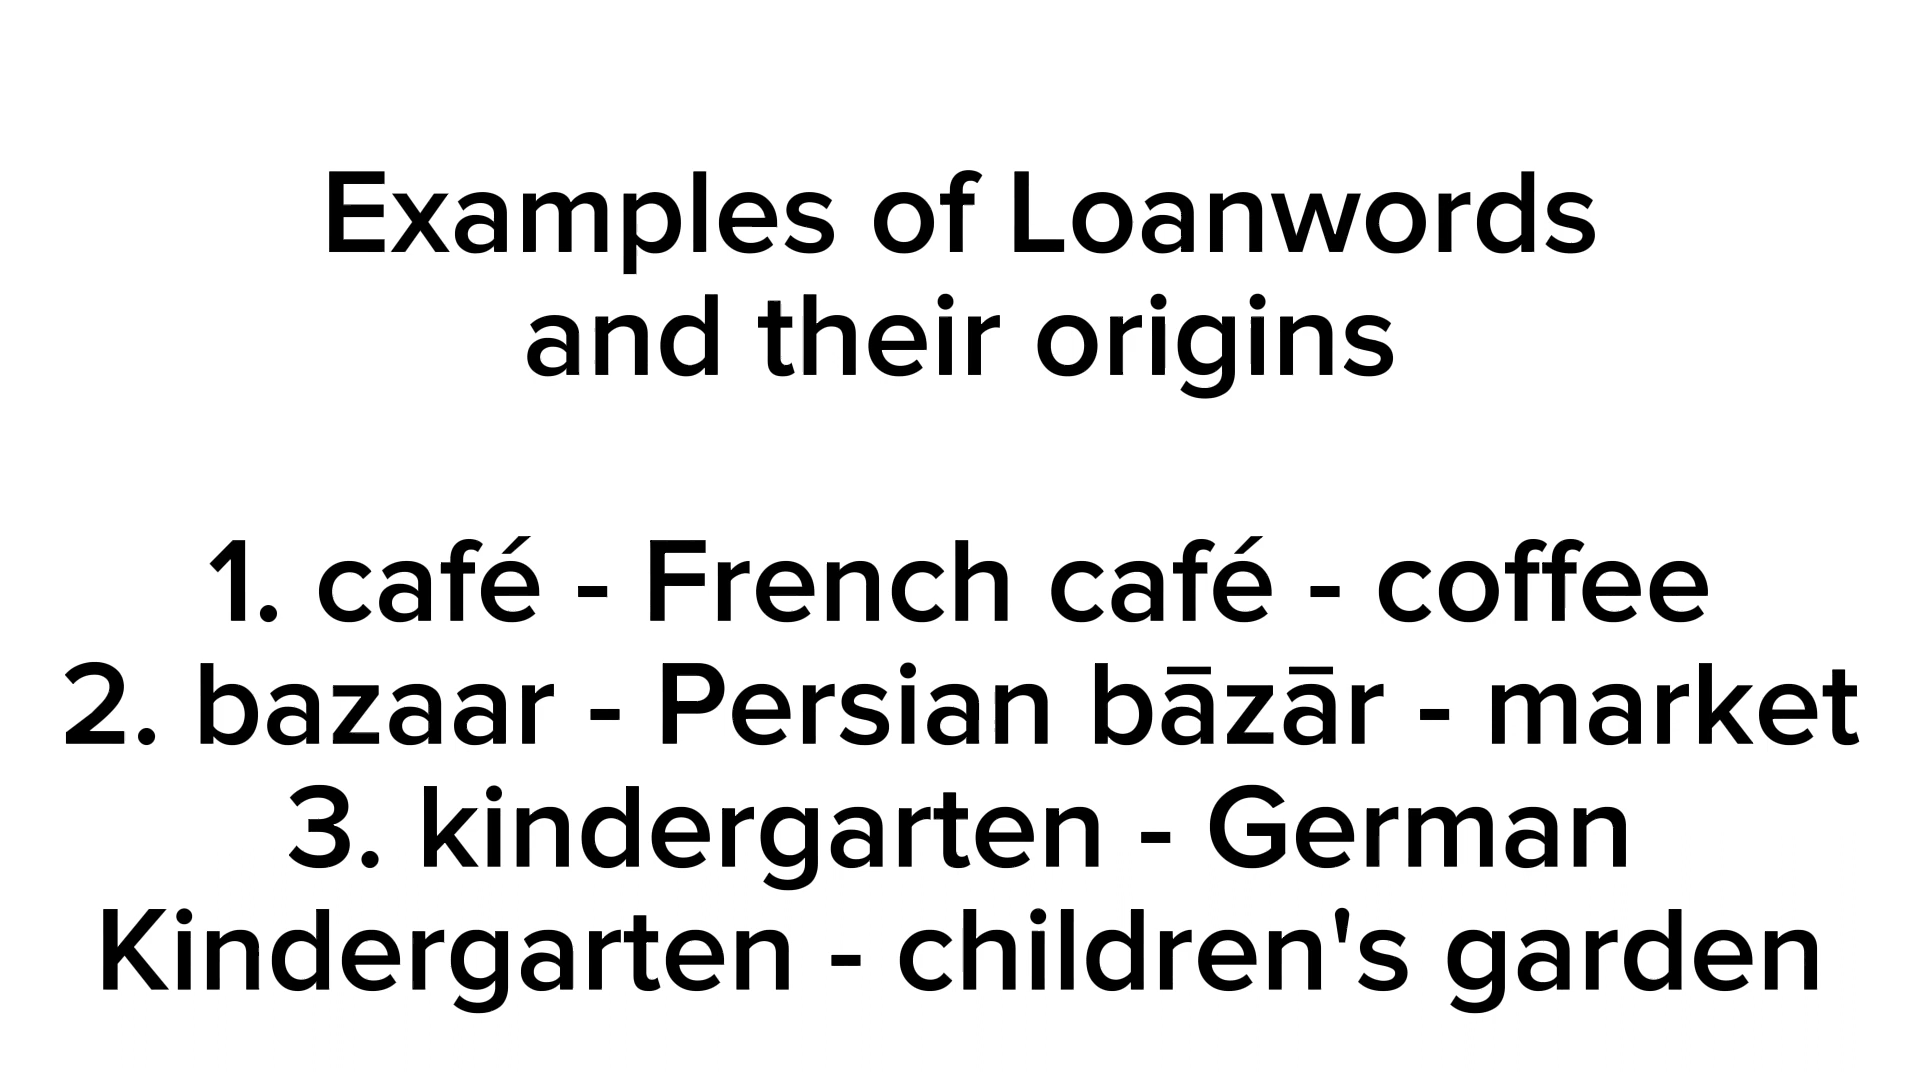 Examples of Loanwords
and their origins
1. café - French café - coffee
2. bazaar - Persian bāzār - market
3. kindergarten - German
Kindergarten - children's garden